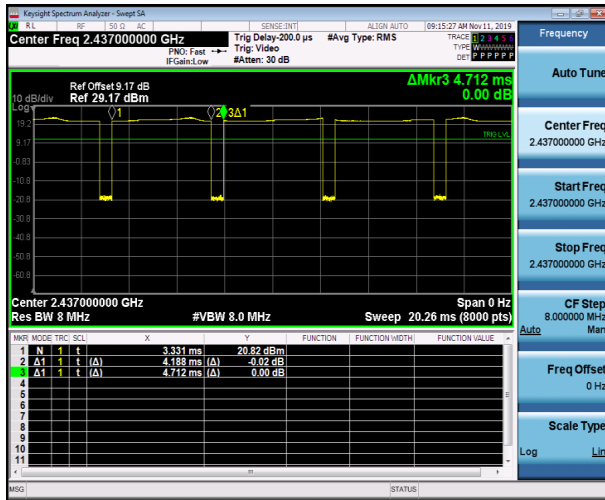 Keysight Spectrum Analyzer - Swept SA
RL RF 50 Ω AC SENSE:INT ALIGN AUTO 09:15:27 AM Nov 11, 2019
Center Freq 2.437000000 GHz Trig Delay-200.0 µs #Avg Type: RMS TRACE 1 2 3 4 5 6
PNO: Fast Trig: Video TYPE WWWWWW
IFGain:Low #Atten: 30 dB DET P P P P P P
Ref Offset 9.17 dB ΔMkr3 4.712 ms
10 dB/div Ref 29.17 dBm 0.00 dB
Log
1 2 3Δ1
19.2
TRIG LVL
9.17
-0.83
-10.8
-20.8
-30.8
-40.8
-50.8
-60.8
Center 2.437000000 GHz Span 0 Hz
Res BW 8 MHz #VBW 8.0 MHz Sweep 20.26 ms (8000 pts)
MKR MODE TRC SCL X Y FUNCTION FUNCTION WIDTH FUNCTION VALUE
1 N 1 t 3.331 ms 20.82 dBm
2 Δ1 1 t (Δ) 4.188 ms (Δ) -0.02 dB
3 Δ1 1 t (Δ) 4.712 ms (Δ) 0.00 dB
4
5
6
7
8
9
10
11
MSG STATUS
Frequency
Auto Tune
Center Freq
2.437000000 GHz
Start Freq
2.437000000 GHz
Stop Freq
2.437000000 GHz
CF Step
8.000000 MHz
Auto Man
Freq Offset
0 Hz
Scale Type
Log Lin